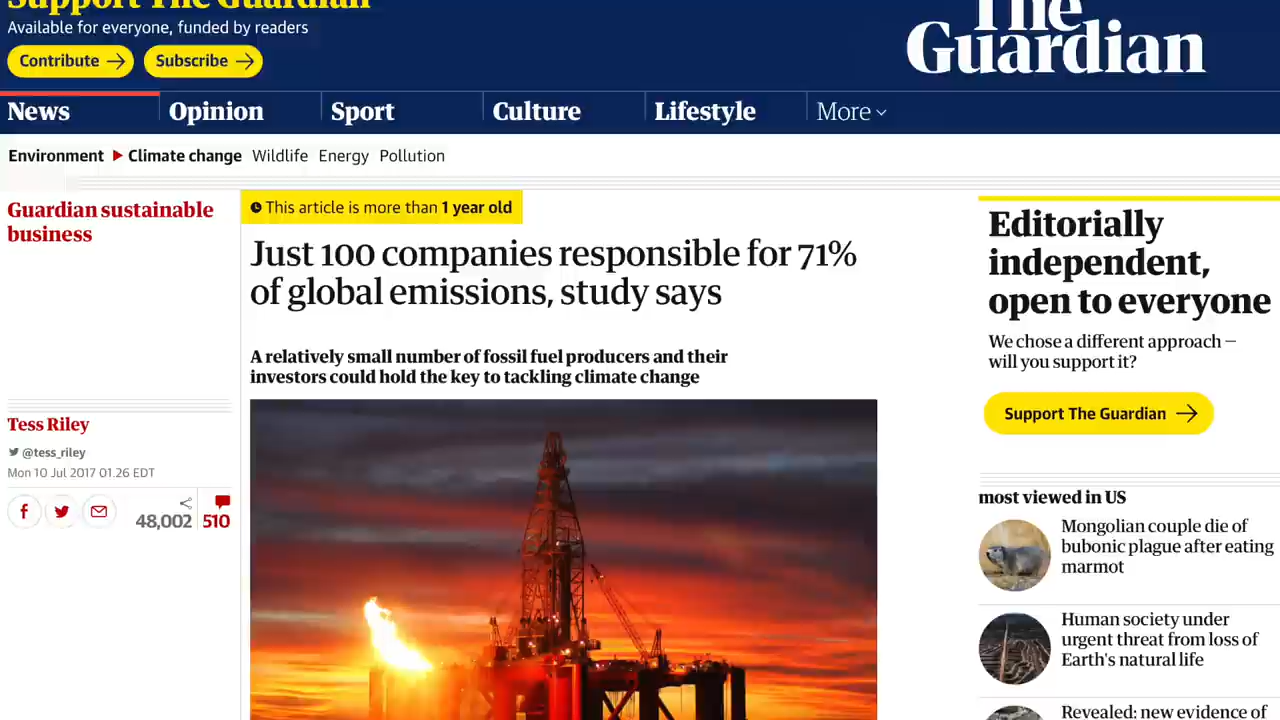 Support The Guardian
Available for everyone, funded by readers
Contribute
Subscribe
The
Guardian
News
Opinion
Sport
Culture
Lifestyle
More
Environment
Climate change
Wildlife
Energy
Pollution
Guardian sustainable
business
This article is more than 1 year old
Just 100 companies responsible for 71%
of global emissions, study says
A relatively small number of fossil fuel producers and their
investors could hold the key to tackling climate change
Tess Riley
@tess_riley
Mon 10 Jul 2017 01.26 EDT
f
48,002
510
Editorially
independent,
open to everyone
We chose a different approach –
will you support it?
Support The Guardian
most viewed in US
Mongolian couple die of
bubonic plague after eating
marmot
Human society under
urgent threat from loss of
Earth's natural life
Revealed: new evidence of